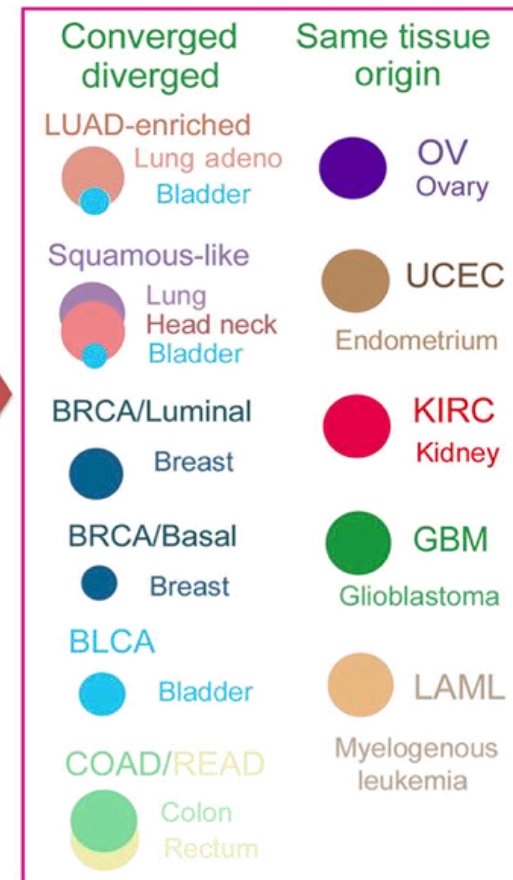 Converged
diverged
LUAD-enriched
Lung adeno
Bladder
Squamous-like
Lung
Head neck
Bladder
BRCA/Luminal
Breast
BRCA/Basal
Breast
BLCA
Bladder
COAD/READ
Colon
Rectum
Same tissue
origin
OV
Ovary
UCEC
Endometrium
KIRC
Kidney
GBM
Glioblastoma
LAML
Myelogenous
leukemia